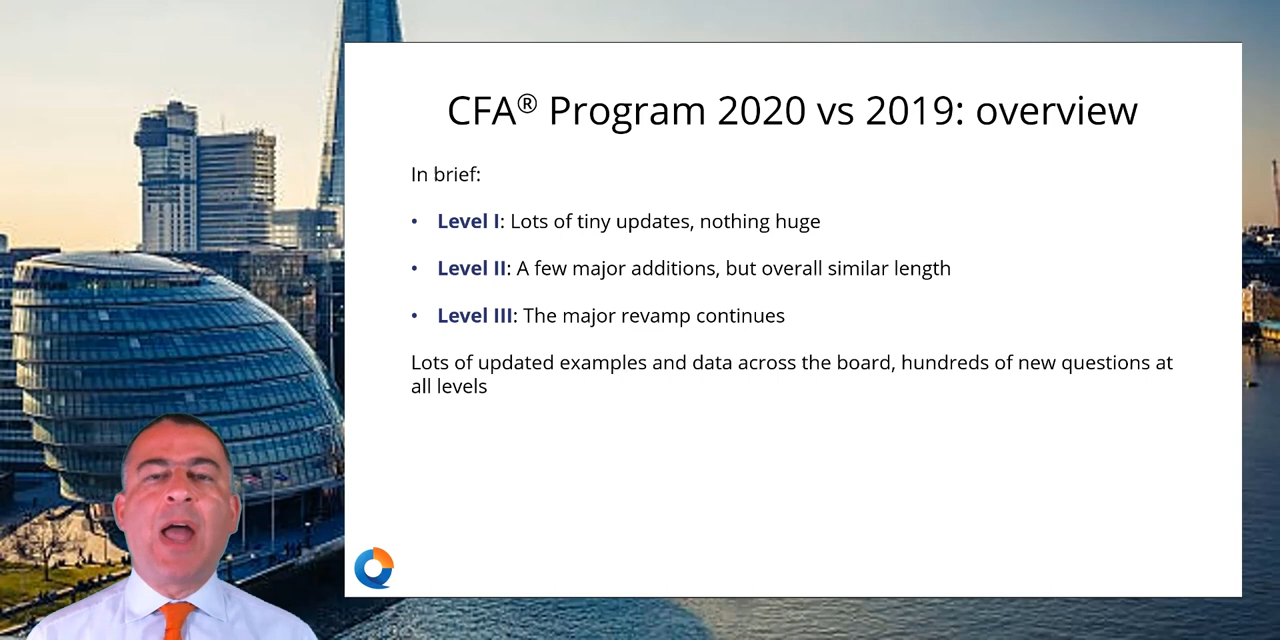 CFA® Program 2020 vs 2019: overview
In brief:
• Level I: Lots of tiny updates, nothing huge
• Level II: A few major additions, but overall similar length
• Level III: The major revamp continues
Lots of updated examples and data across the board, hundreds of new questions at
all levels